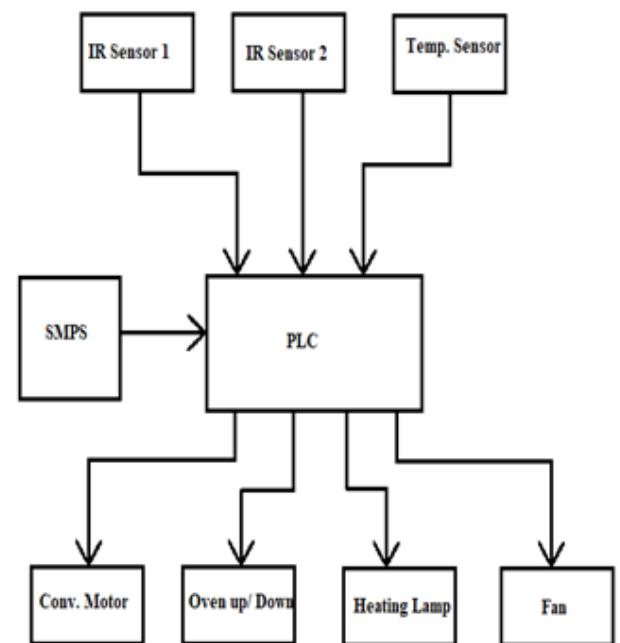 IR Sensor 1
IR Sensor 2
Temp. Sensor
SMPS
PLC
Conv. Motor
Oven up/ Down
Heating Lamp
Fan